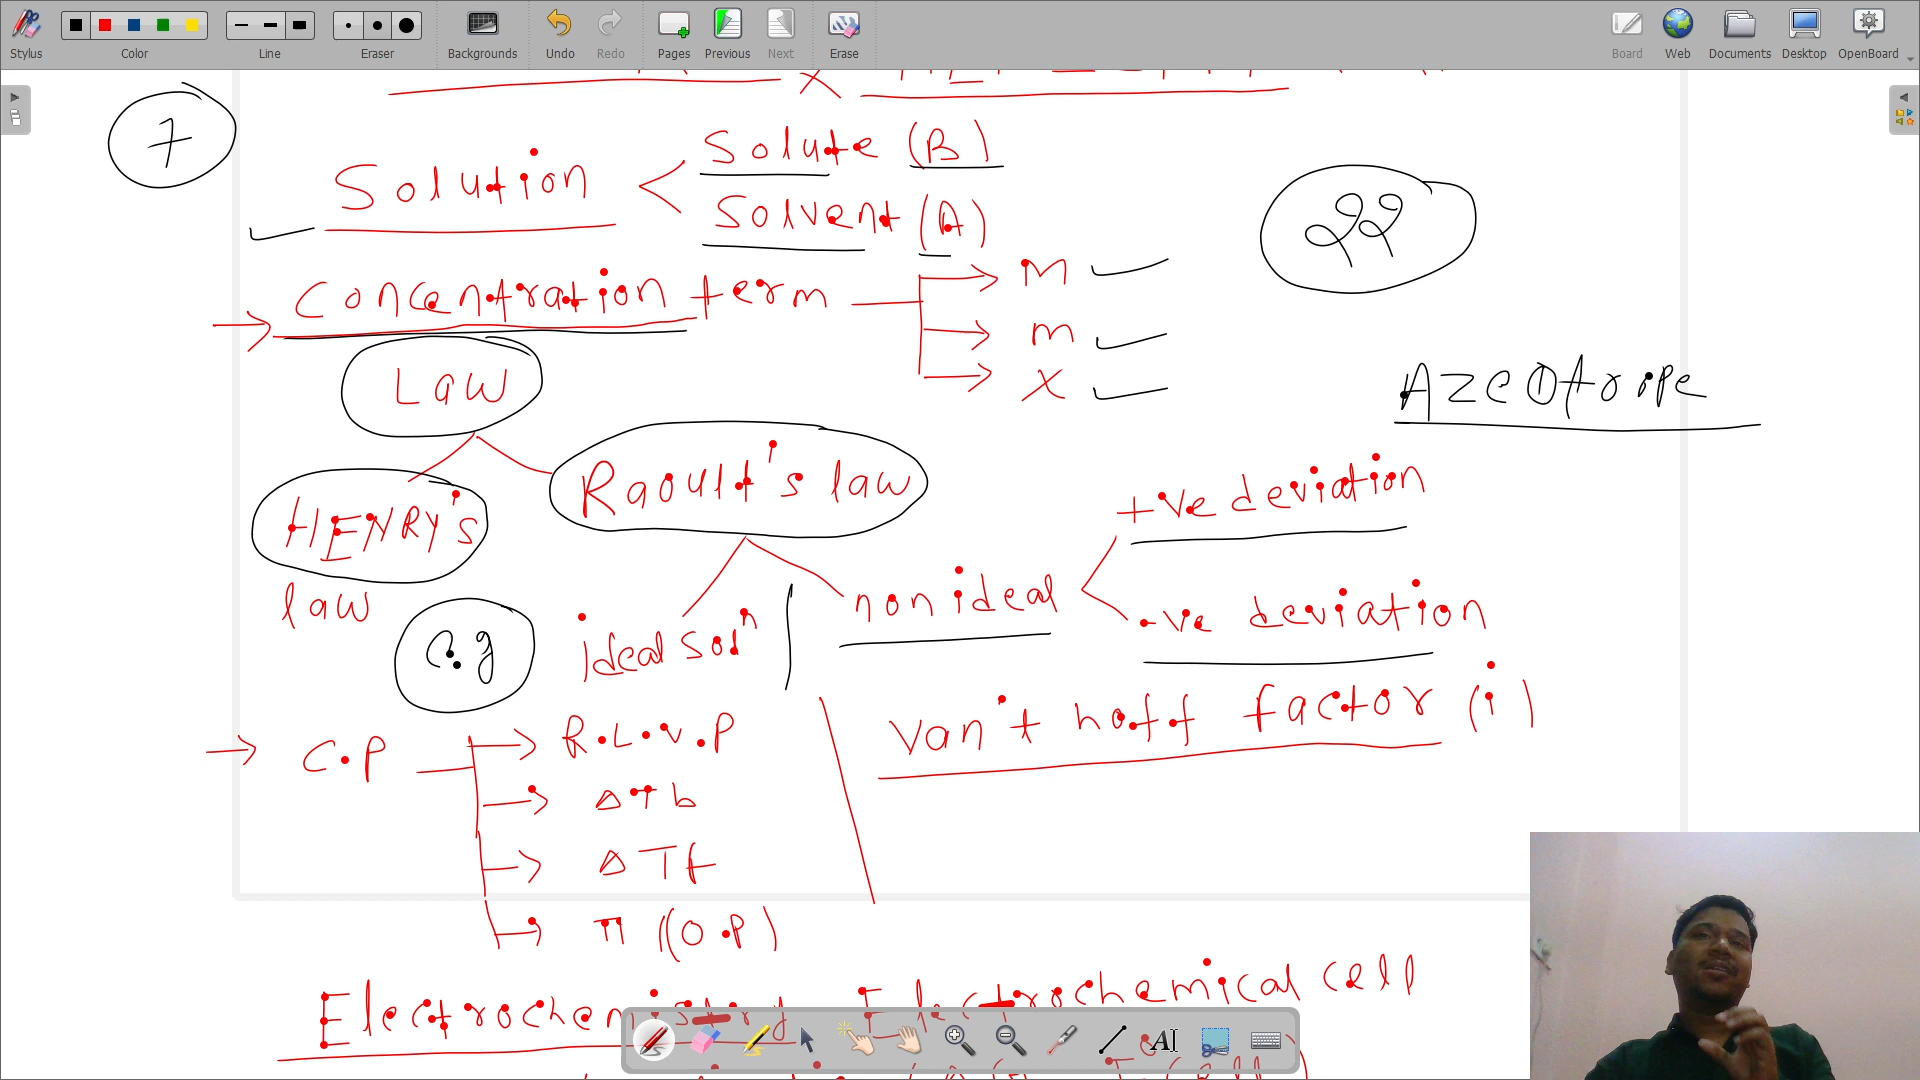 Stylus Color Line Eraser Backgrounds Undo Redo Pages Previous Next Erase Board Web Documents Desktop OpenBoard
7
Solution
Solute (B)
Solvent (A)
22
Concentration term
M
m
X
Law
Azeotrope
HENRY's
law
Raoult's law
+ve deviation
non ideal
-ve deviation
e.g
ideal solⁿ
Van't hoff factor (i)
C.P
R.L.V.P
ΔTb
ΔTf
π (O.P)
Electrochemistry
Electrochemical cell